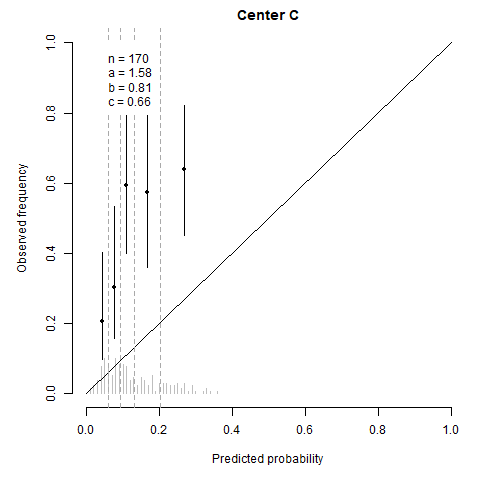 Center C
n = 170
a = 1.58
b = 0.81
c = 0.66
Observed frequency
1.0
0.8
0.6
0.4
0.2
0.0
0.0 0.2 0.4 0.6 0.8 1.0
Predicted probability